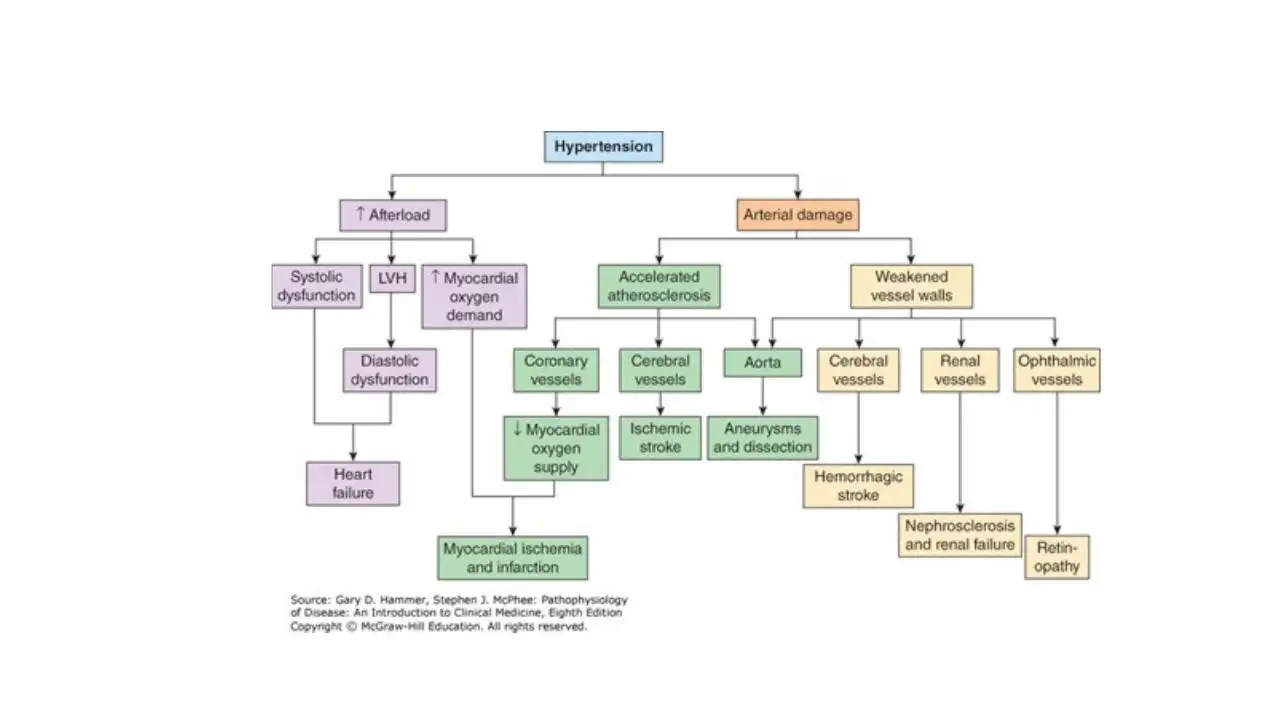 Hypertension
↑ Afterload
Arterial damage
Systolic
dysfunction
LVH
↑ Myocardial
oxygen
demand
Accelerated
atherosclerosis
Weakened
vessel walls
Diastolic
dysfunction
Coronary
vessels
Cerebral
vessels
Aorta
Cerebral
vessels
Renal
vessels
Ophthalmic
vessels
↓ Myocardial
oxygen
supply
Ischemic
stroke
Aneurysms
and dissection
Heart
failure
Hemorrhagic
stroke
Nephrosclerosis
and renal failure
Retin-
opathy
Myocardial ischemia
and infarction
Source: Gary D. Hammer, Stephen J. McPhee: Pathophysiology
of Disease: An Introduction to Clinical Medicine, Eighth Edition
Copyright © McGraw-Hill Education. All rights reserved.